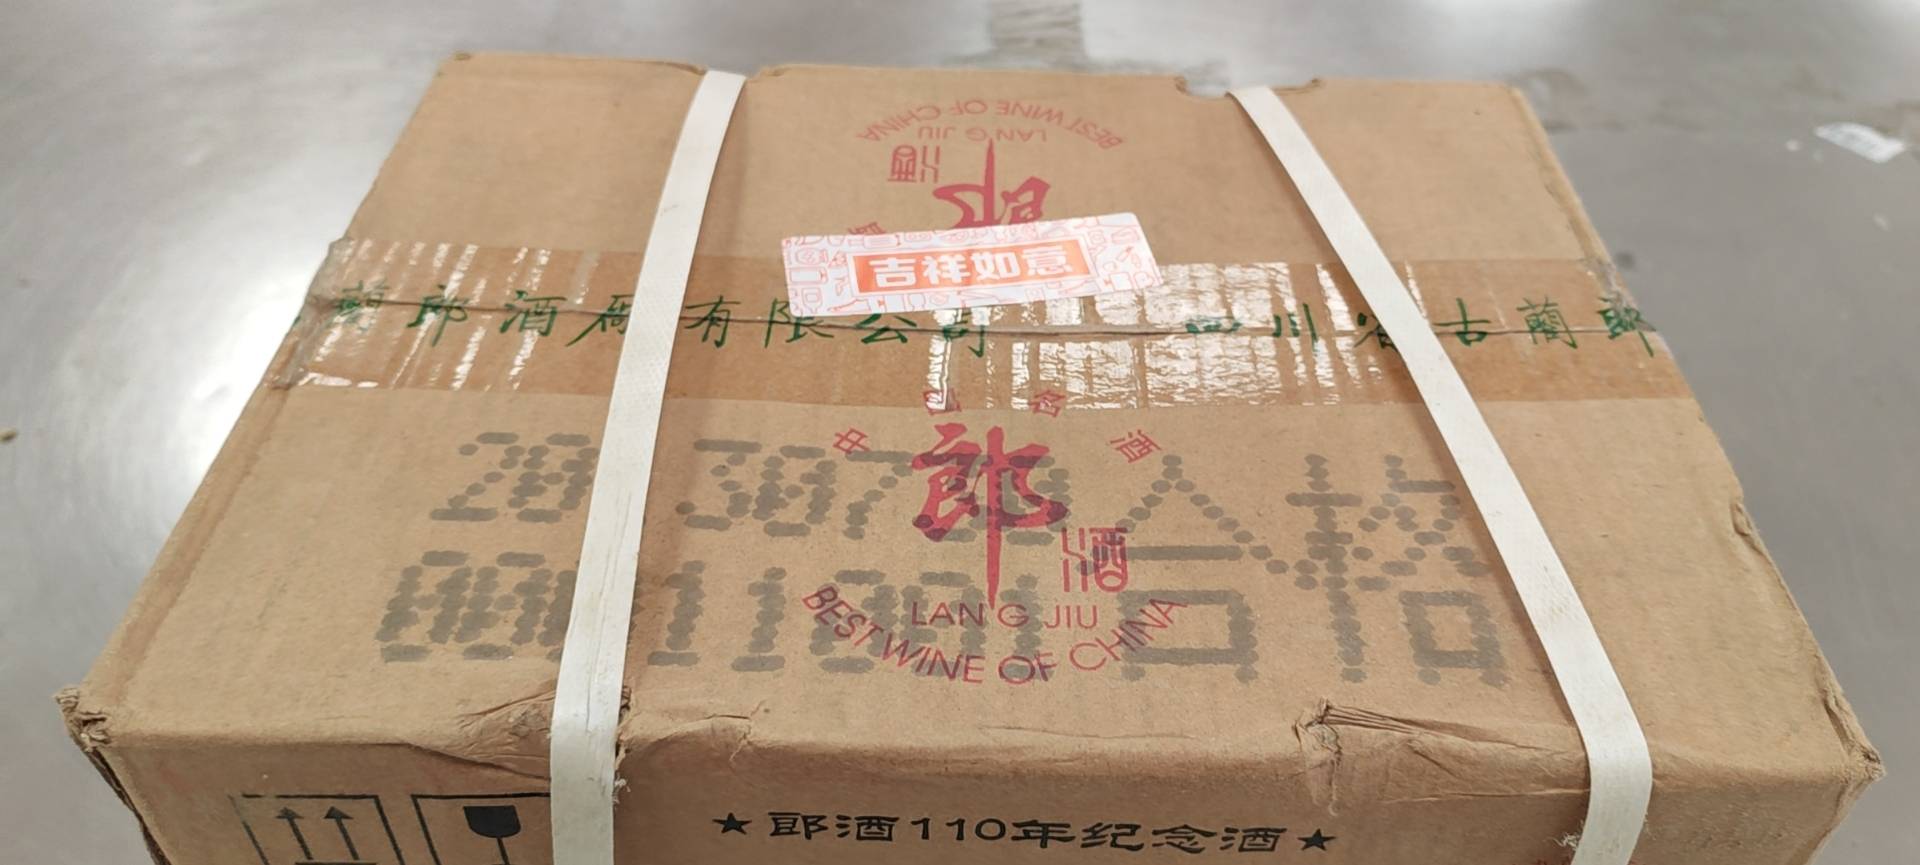 BEST WINE OF CHINA
LANG JIU
郎
酒
吉祥如意
蔺郎酒厂有限公司 四川省古蔺郎
中国名酒
郎
酒
LANG JIU
BEST WINE OF CHINA
合格
★郎酒110年纪念酒★